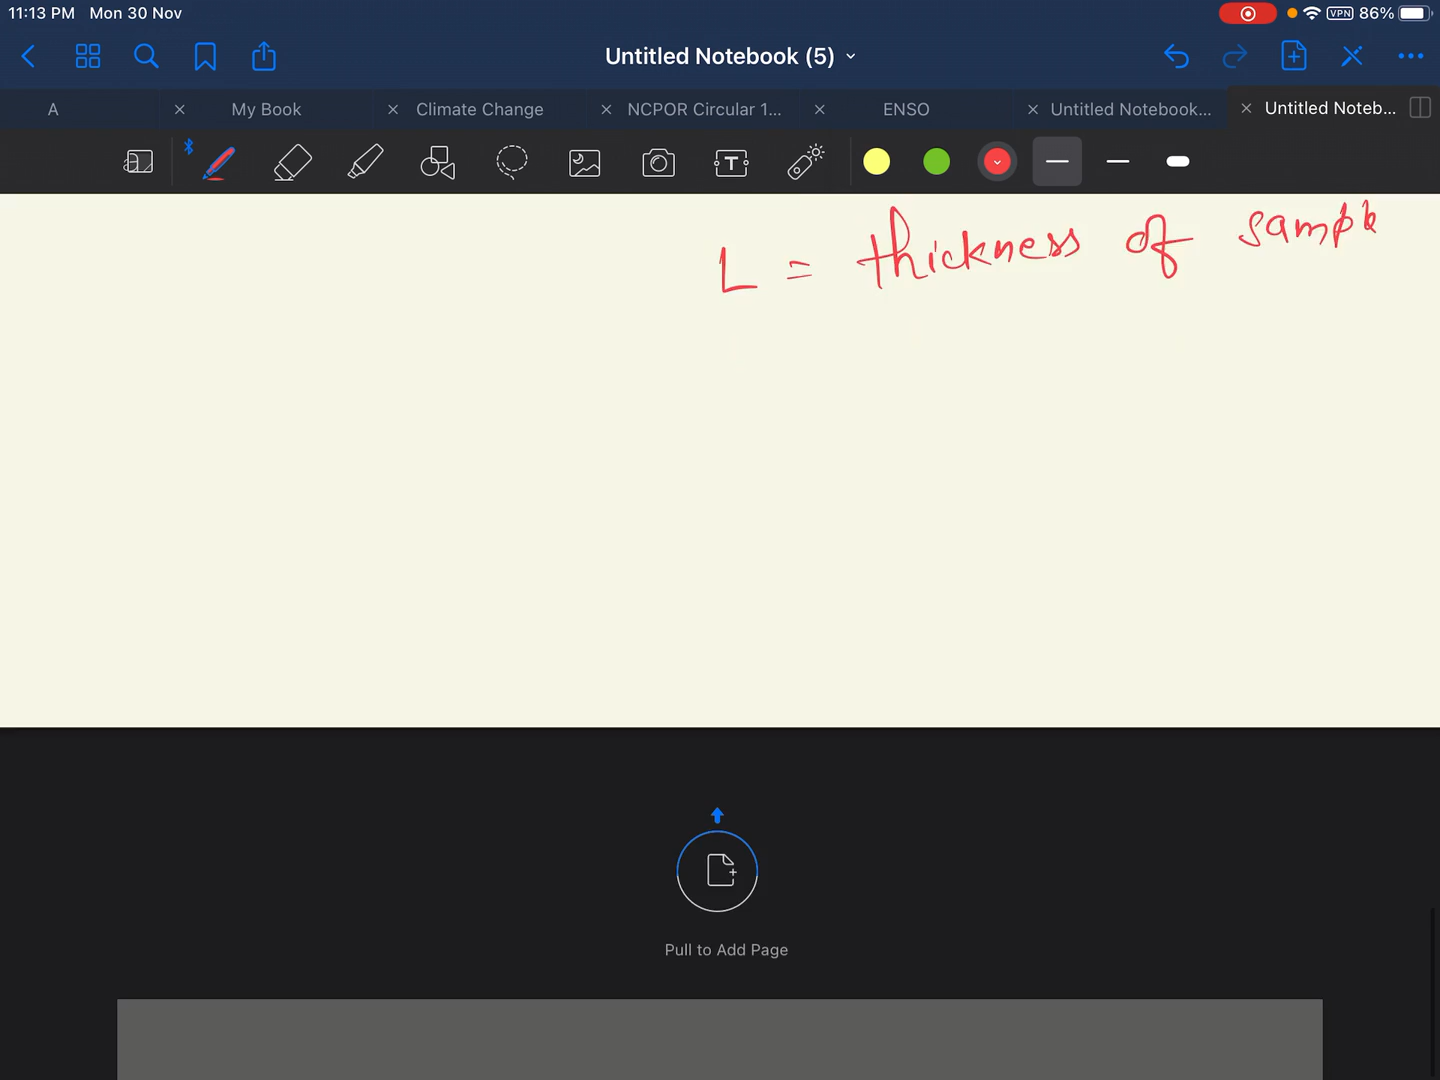 11:13 PM Mon 30 Nov
VPN 86%
Untitled Notebook (5)
A
My Book
Climate Change
NCPOR Circular 1...
ENSO
Untitled Notebook...
Untitled Noteb...
T
L = thickness of sample
Pull to Add Page